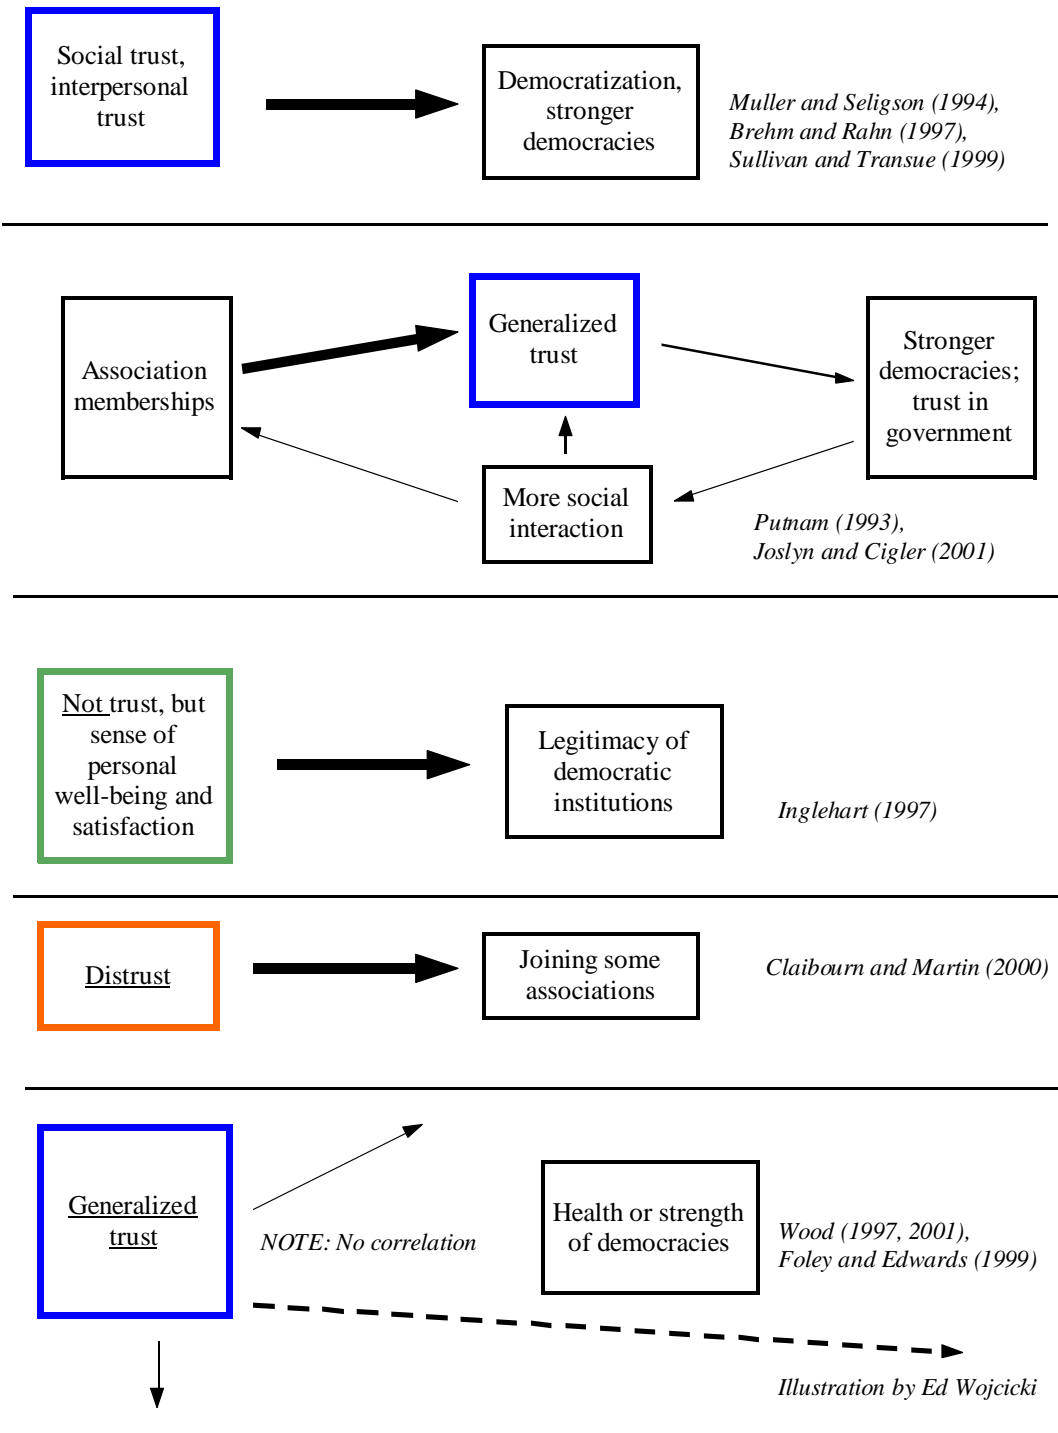 Social trust,
interpersonal
trust
Democratization,
stronger
democracies
Muller and Seligson (1994),
Brehm and Rahn (1997),
Sullivan and Transue (1999)
Association
memberships
Generalized
trust
Stronger
democracies;
trust in
government
More social
interaction
Putnam (1993),
Joslyn and Cigler (2001)
Not trust, but
sense of
personal
well-being and
satisfaction
Legitimacy of
democratic
institutions
Inglehart (1997)
Distrust
Joining some
associations
Claibourn and Martin (2000)
Generalized
trust
NOTE: No correlation
Health or strength
of democracies
Wood (1997, 2001),
Foley and Edwards (1999)
Illustration by Ed Wojcicki